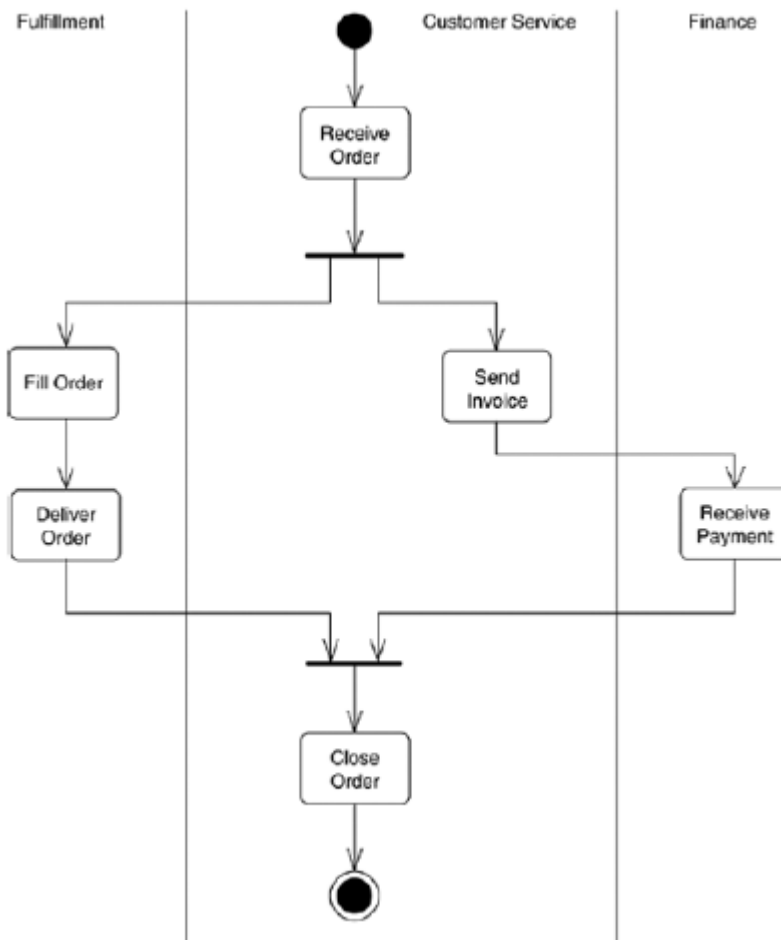 Fulfillment
Customer Service
Finance
Receive
Order
Fill Order
Send
Invoice
Deliver
Order
Receive
Payment
Close
Order